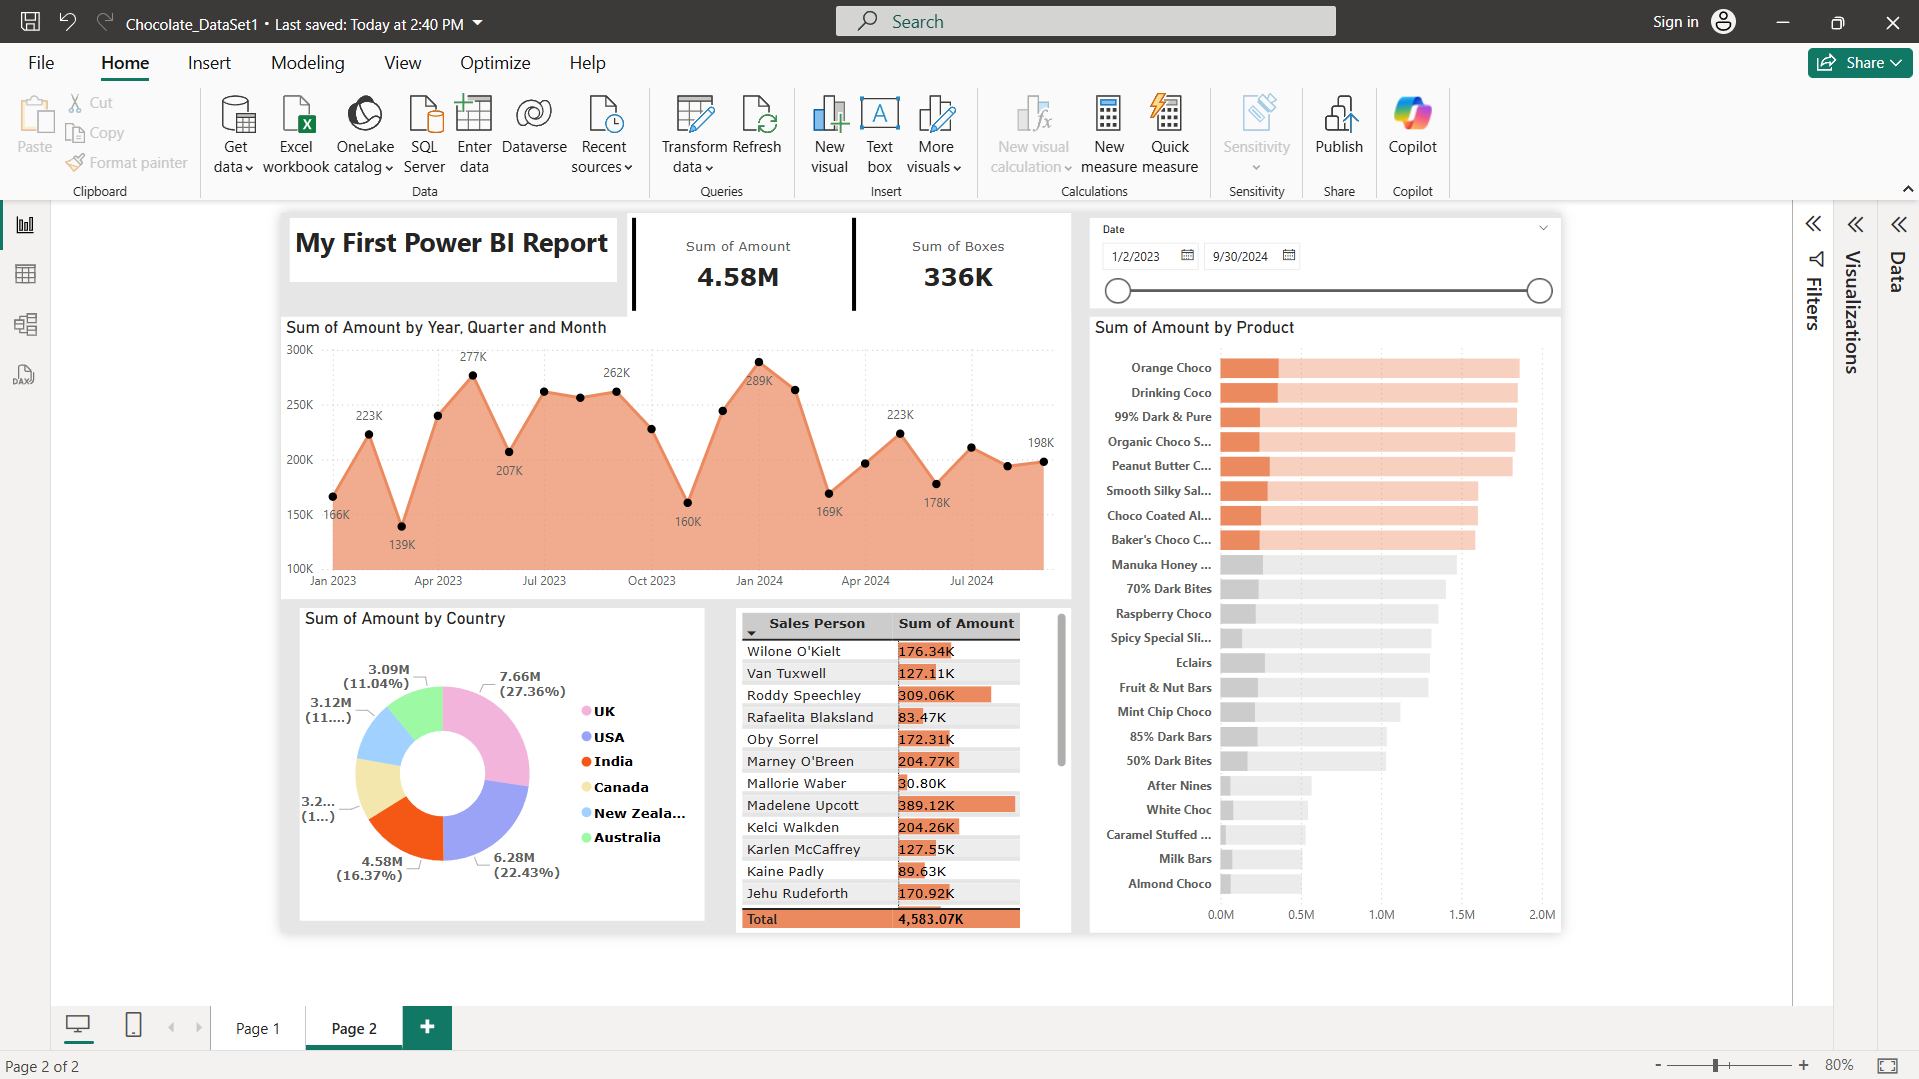 Chocolate_DataSet1 • Last saved: Today at 2:40 PM
Search
Sign in
File Home Insert Modeling View Optimize Help
Share
Paste
Cut
Copy
Format painter
Clipboard
Get data
Excel workbook
OneLake catalog
SQL Server
Enter data
Dataverse
Recent sources
Data
Transform data
Refresh
Queries
New visual
Text box
More visuals
Insert
New visual calculation
New measure
Quick measure
Calculations
Sensitivity
Sensitivity
Publish
Share
Copilot
Copilot
My First Power BI Report
Sum of Amount
4.58M
Sum of Boxes
336K
Date
1/2/2023 9/30/2024
Filters
Visualizations
Data
DAX
Sum of Amount by Year, Quarter and Month
300K
250K
200K
150K
100K
166K
223K
139K
277K
207K
262K
160K
289K
169K
223K
178K
198K
Jan 2023 Apr 2023 Jul 2023 Oct 2023 Jan 2024 Apr 2024 Jul 2024
Sum of Amount by Product
Orange Choco
Drinking Coco
99% Dark & Pure
Organic Choco S...
Peanut Butter C...
Smooth Silky Sal...
Choco Coated Al...
Baker's Choco C...
Manuka Honey ...
70% Dark Bites
Raspberry Choco
Spicy Special Sli...
Eclairs
Fruit & Nut Bars
Mint Chip Choco
85% Dark Bars
50% Dark Bites
After Nines
White Choc
Caramel Stuffed ...
Milk Bars
Almond Choco
0.0M 0.5M 1.0M 1.5M 2.0M
Sum of Amount by Country
7.66M
(27.36%)
6.28M
(22.43%)
4.58M
(16.37%)
3.2...
(1...)
3.12M
(11....)
3.09M
(11.04%)
UK
USA
India
Canada
New Zeala...
Australia
Sales Person Sum of Amount
Wilone O'Kielt 176.34K
Van Tuxwell 127.11K
Roddy Speechley 309.06K
Rafaelita Blaksland 83.47K
Oby Sorrel 172.31K
Marney O'Breen 204.77K
Mallorie Waber 30.80K
Madelene Upcott 389.12K
Kelci Walkden 204.26K
Karlen McCaffrey 127.55K
Kaine Padly 89.63K
Jehu Rudeforth 170.92K
Total 4,583.07K
Page 1 Page 2 +
Page 2 of 2
- + 80%